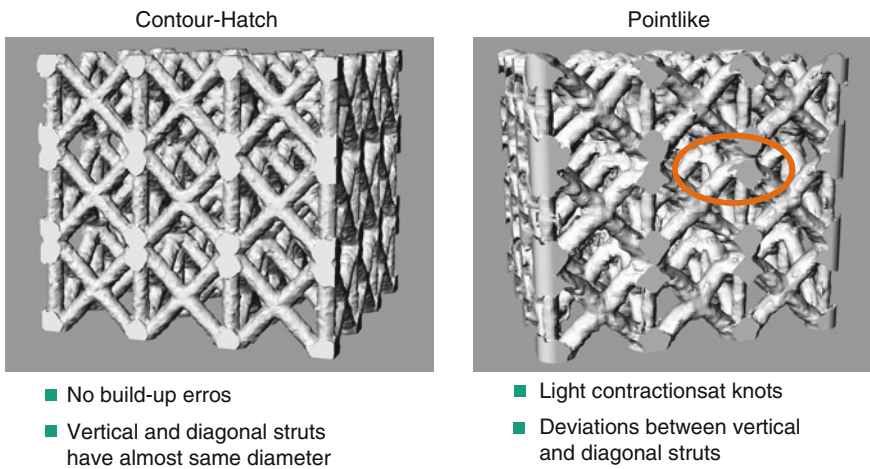 Contour-Hatch
No build-up erros
Vertical and diagonal struts
have almost same diameter
Pointlike
Light contractionsat knots
Deviations between vertical
and diagonal struts